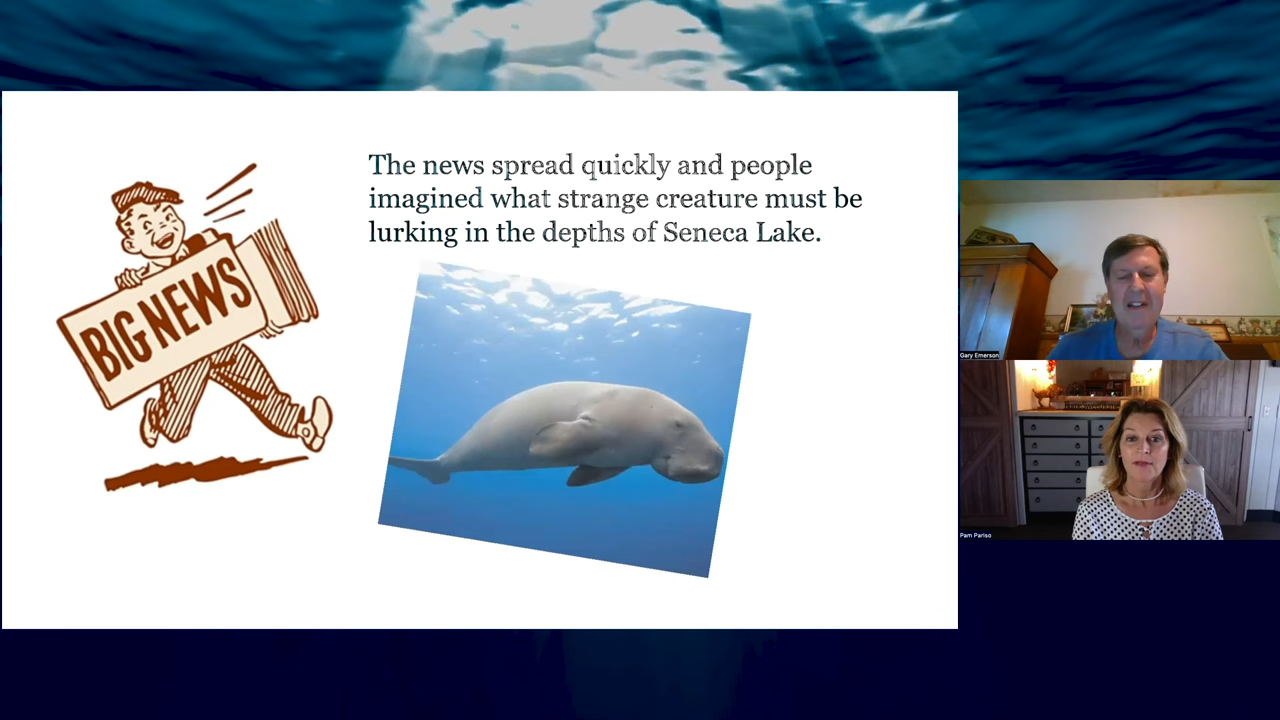 The news spread quickly and people
imagined what strange creature must be
lurking in the depths of Seneca Lake.
BIG NEWS
Gary Emerson
Pam Pariso